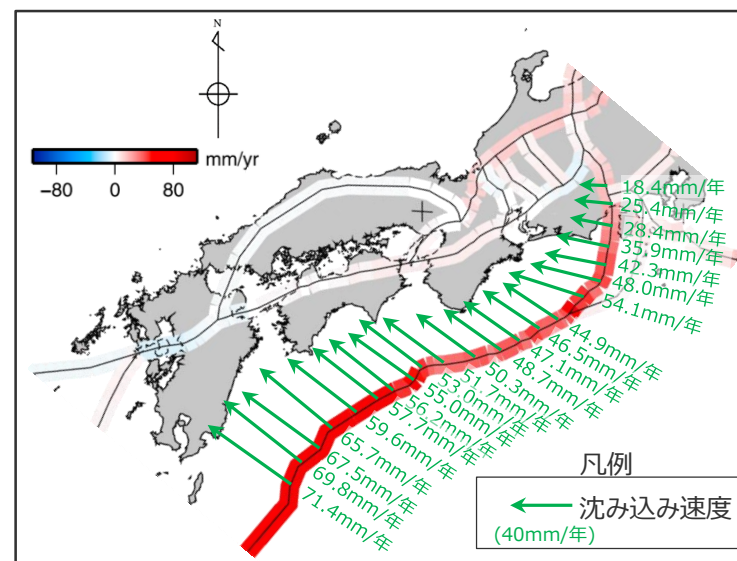 N
mm/yr
−80 0 80
18.4mm/年
25.4mm/年
28.4mm/年
35.9mm/年
42.3mm/年
48.0mm/年
54.1mm/年
44.9mm/年
46.5mm/年
47.1mm/年
48.7mm/年
50.3mm/年
51.7mm/年
53.0mm/年
55.0mm/年
56.2mm/年
57.7mm/年
59.6mm/年
65.7mm/年
67.5mm/年
69.8mm/年
71.4mm/年
凡例
沈み込み速度
(40mm/年)